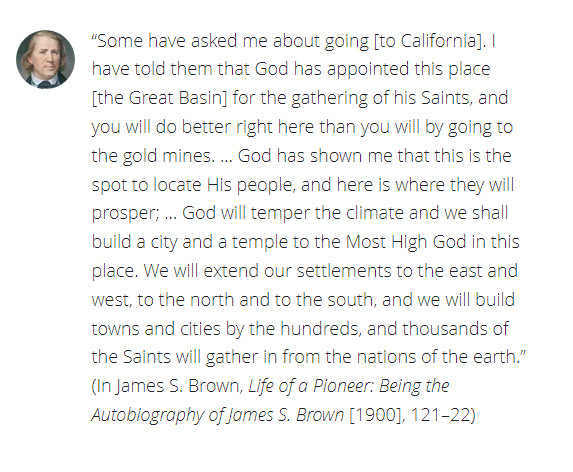 “Some have asked me about going [to California]. I
have told them that God has appointed this place
[the Great Basin] for the gathering of his Saints, and
you will do better right here than you will by going to
the gold mines. … God has shown me that this is the
spot to locate His people, and here is where they will
prosper; … God will temper the climate and we shall
build a city and a temple to the Most High God in this
place. We will extend our settlements to the east and
west, to the north and to the south, and we will build
towns and cities by the hundreds, and thousands of
the Saints will gather in from the nations of the earth.”
(In James S. Brown, Life of a Pioneer: Being the
Autobiography of James S. Brown [1900], 121–22)